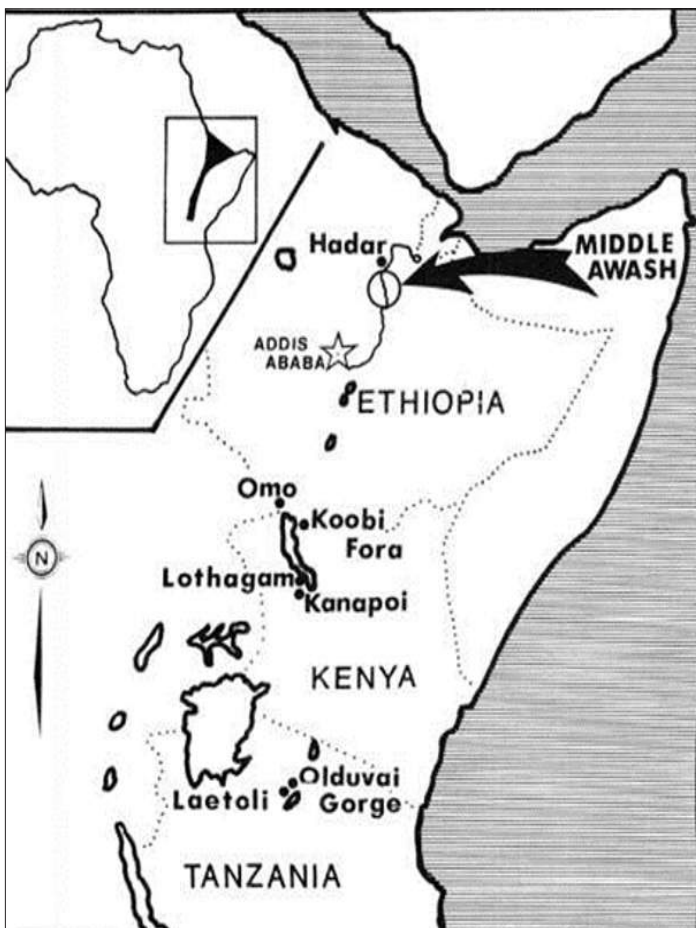 Hadar
MIDDLE
AWASH
ADDIS
ABABA
ETHIOPIA
Omo
Koobi
Fora
N
Lothagam
Kanapoi
KENYA
Olduvai
Gorge
Laetoli
TANZANIA